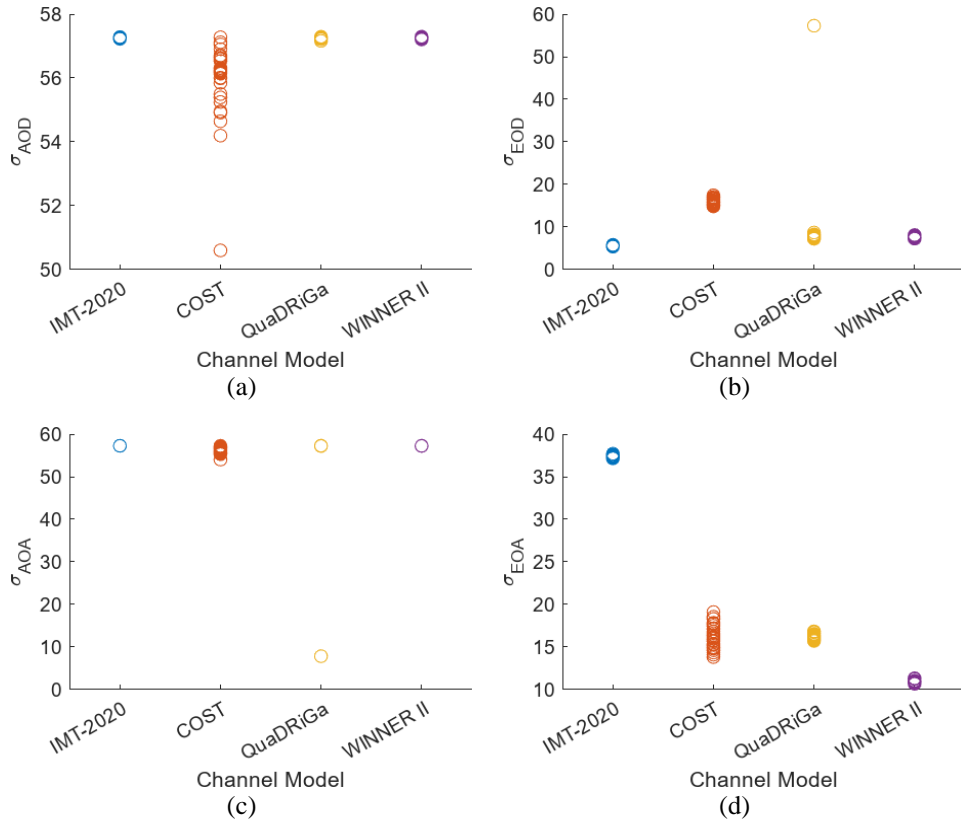 58
56
54
52
50
σAOD
IMT-2020
COST
QuaDRiGa
WINNER II
Channel Model
(a)
60
50
40
30
20
10
0
σEOD
IMT-2020
COST
QuaDRiGa
WINNER II
Channel Model
(b)
60
50
40
30
20
10
0
σAOA
IMT-2020
COST
QuaDRiGa
WINNER II
Channel Model
(c)
40
35
30
25
20
15
10
σEOA
IMT-2020
COST
QuaDRiGa
WINNER II
Channel Model
(d)